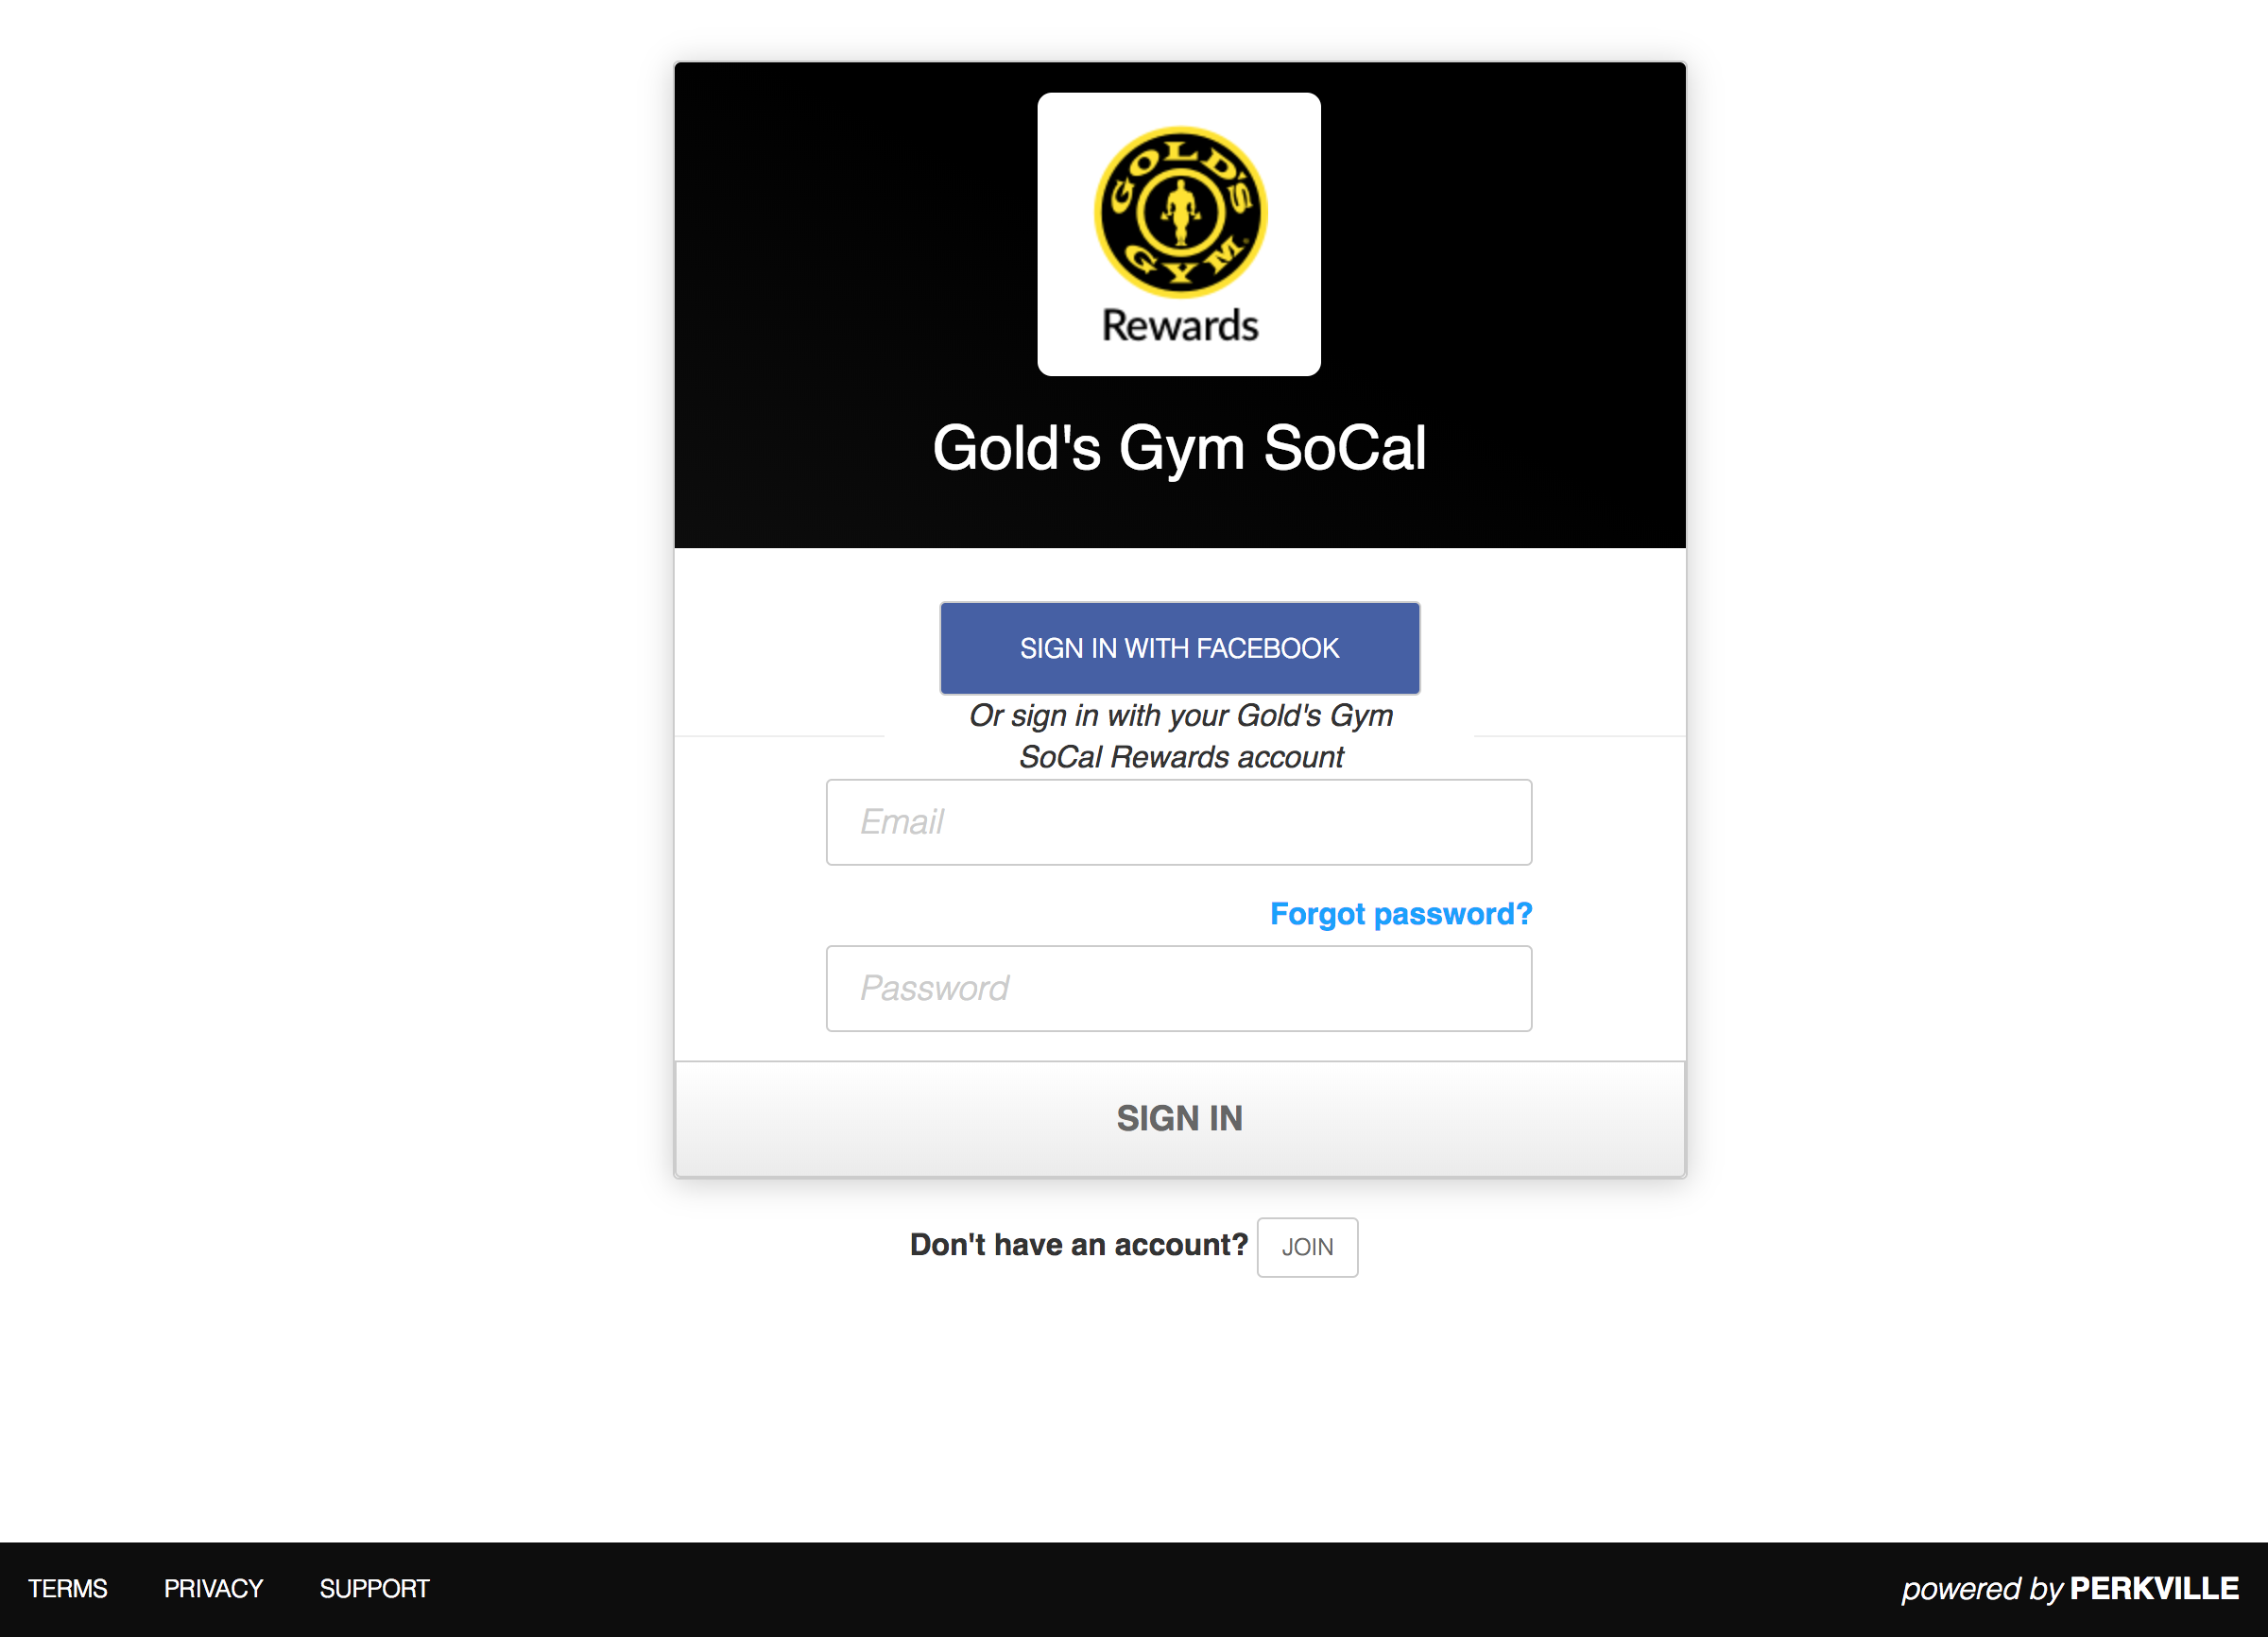 GOLD'S GYM
Rewards
Gold's Gym SoCal
SIGN IN WITH FACEBOOK
Or sign in with your Gold's Gym
SoCal Rewards account
Email
Forgot password?
Password
SIGN IN
Don't have an account? JOIN
TERMS PRIVACY SUPPORT powered by PERKVILLE